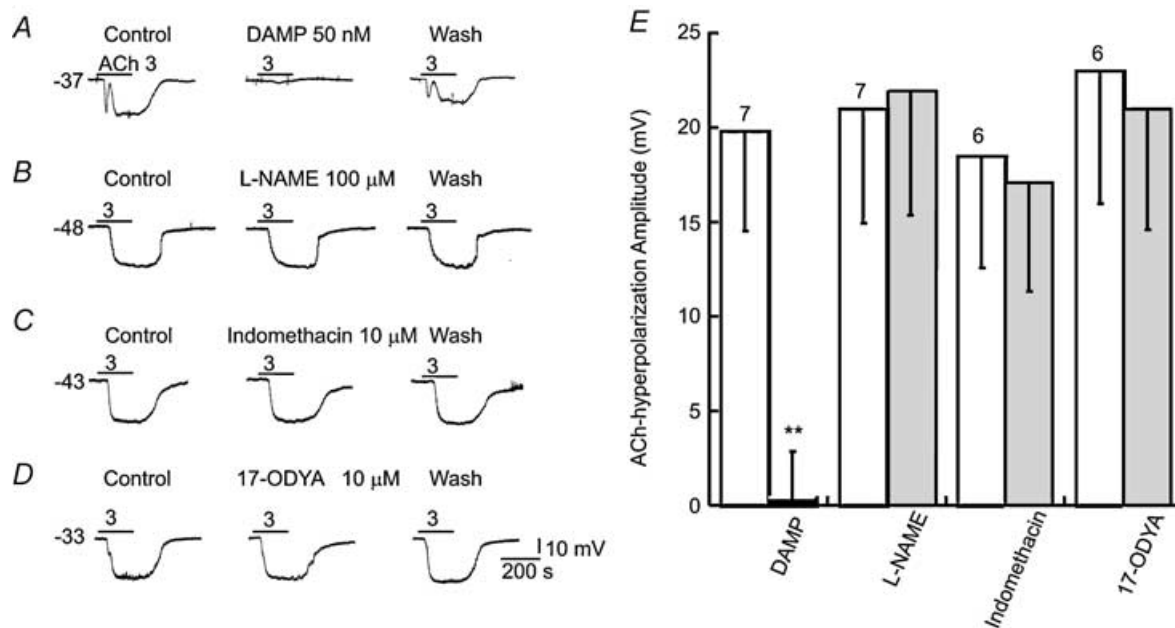 A
Control DAMP 50 nM Wash
ACh 3 3 3
-37
B
Control L-NAME 100 μM Wash
3 3 3
-48
C
Control Indomethacin 10 μM Wash
3 3 3
-43
D
Control 17-ODYA 10 μM Wash
3 3 3
-33
10 mV
200 s
E
ACh-hyperpolarization Amplitude (mV)
25
20
15
10
5
0
7
**
7
6
6
DAMP
L-NAME
Indomethacin
17-ODYA